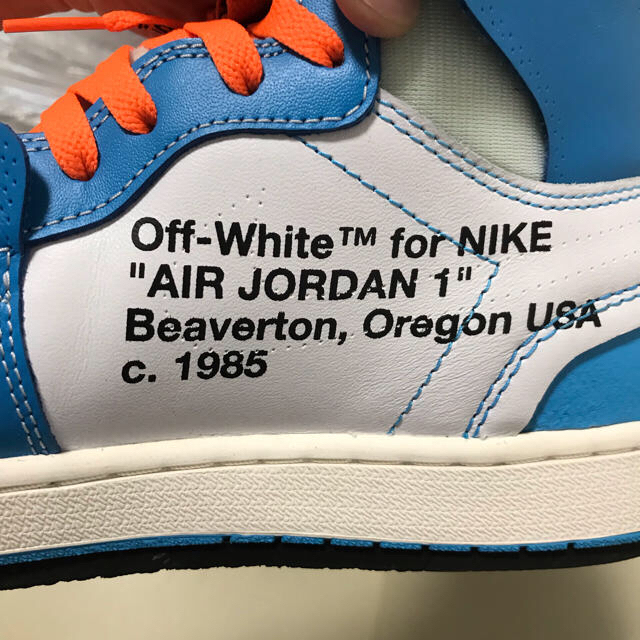 Off-White™ for NIKE
"AIR JORDAN 1"
Beaverton, Oregon USA
c. 1985